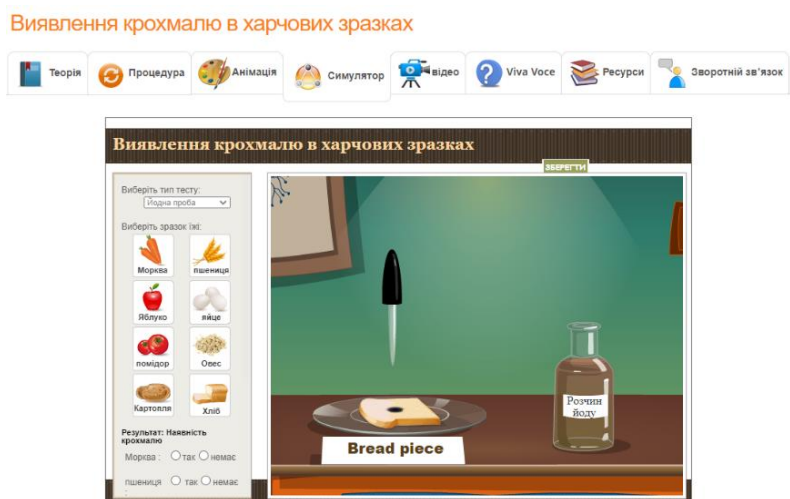 Виявлення крохмалю в харчових зразках
Теорія Процедура Анімація Симулятор відео Viva Voce Ресурси Зворотній зв'язок
Виявлення крохмалю в харчових зразках
ЗБЕРЕГТИ
Виберіть тип тесту:
Йодна проба
Виберіть зразок їжі:
Морква пшениця
Яблуко яйце
помідор Овес
Картопля Хліб
Результат: Наявність
крохмалю
Морква : так немає
пшениця так немає
:
Розчин
йоду
Bread piece